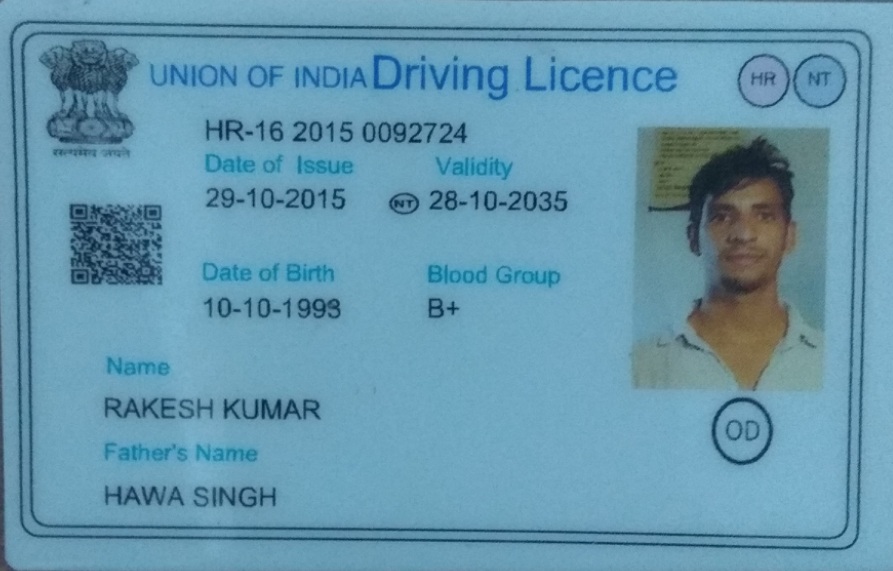 UNION OF INDIA Driving Licence HR NT
सत्यमेव जयते
HR-16 2015 0092724
Date of Issue Validity
29-10-2015 NT 28-10-2035
Date of Birth Blood Group
10-10-1993 B+
Name
RAKESH KUMAR
OD
Father's Name
HAWA SINGH